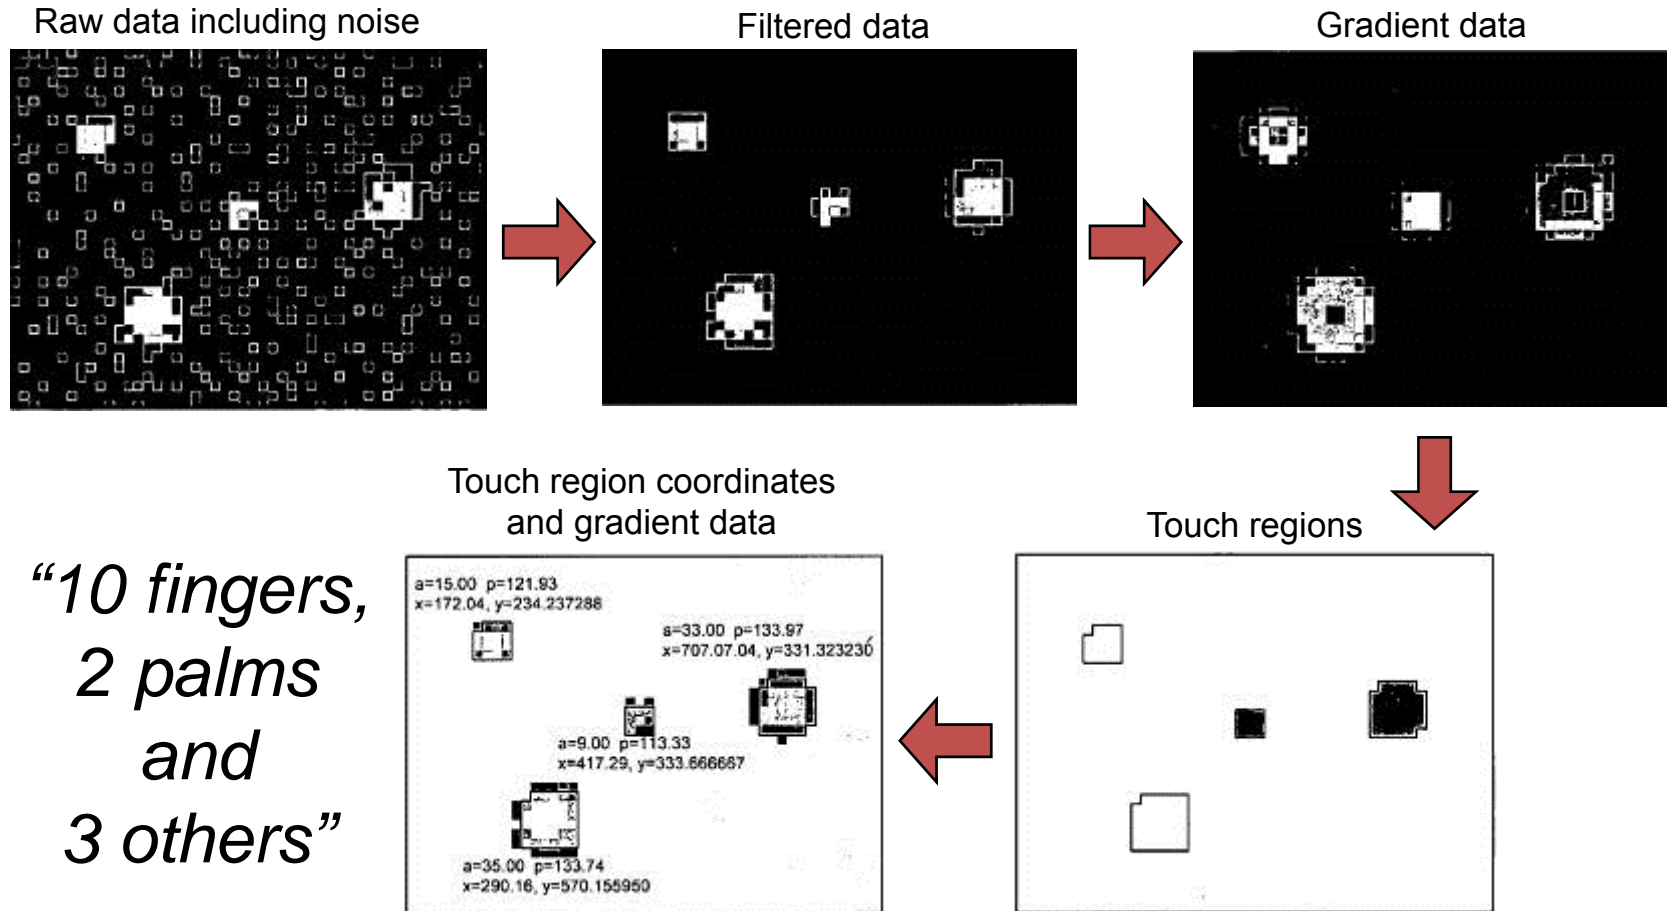 Raw data including noise
Filtered data
Gradient data
Touch region coordinates
and gradient data
Touch regions
“10 fingers,
2 palms
and
3 others”
a=15.00 p=121.93
x=172.04, y=234.237288
a=33.00 p=133.97
x=707.07.04, y=331.323230
a=9.00 p=113.33
x=417.29, y=333.666667
a=35.00 p=133.74
x=290.16, y=570.155950